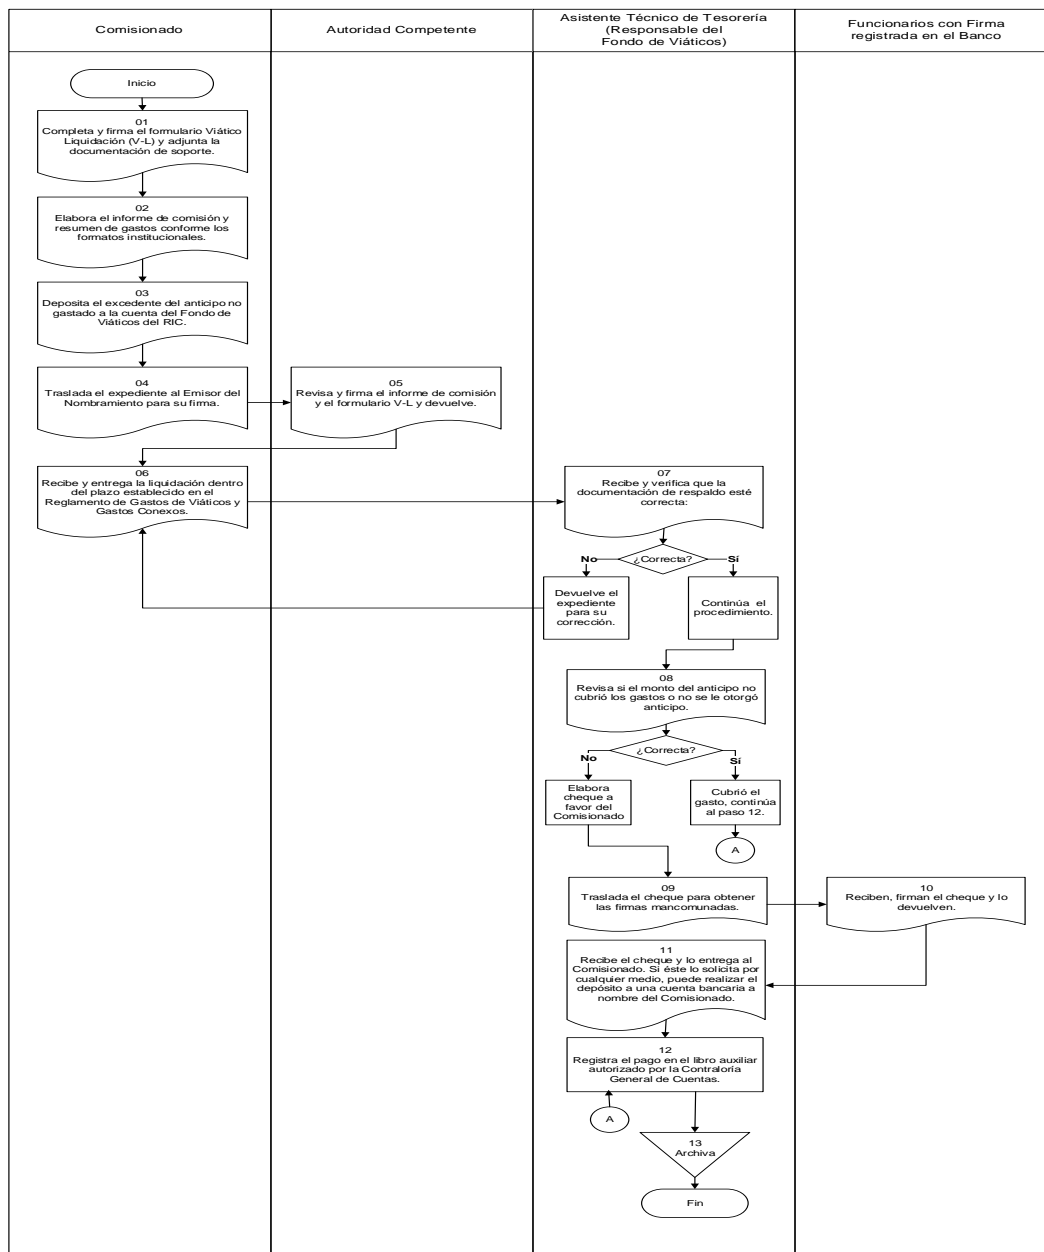 Comisionado
Autoridad Competente
Asistente Técnico de Tesorería
(Responsable del
Fondo de Viáticos)
Funcionarios con Firma
registrada en el Banco
Inicio
01
Completa y firma el formulario Viático
Liquidación (V-L) y adjunta la
documentación de soporte.
02
Elabora el informe de comisión y
resumen de gastos conforme los
formatos institucionales.
03
Deposita el excedente del anticipo no
gastado a la cuenta del Fondo de
Viáticos del RIC.
04
Traslada el expediente al Emisor del
Nombramiento para su firma.
05
Revisa y firma el informe de comisión
y el formulario V-L y devuelve.
06
Recibe y entrega la liquidación dentro
del plazo establecido en el
Reglamento de Gastos de Viáticos y
Gastos Conexos.
07
Recibe y verifica que la
documentación de respaldo esté
correcta:
¿Correcta?
No
Sí
Devuelve el
expediente
para su
corrección.
Continúa el
procedimiento.
08
Revisa si el monto del anticipo no
cubrió los gastos o no se le otorgó
anticipo.
¿Correcta?
No
Sí
Elabora
cheque a
favor del
Comisionado
Cubrió el
gasto, continúa
al paso 12.
A
09
Traslada el cheque para obtener
las firmas mancomunadas.
10
Reciben, firman el cheque y lo
devuelven.
11
Recibe el cheque y lo entrega al
Comisionado. Si éste lo solicita por
cualquier medio, puede realizar el
depósito a una cuenta bancaria a
nombre del Comisionado.
12
Registra el pago en el libro auxiliar
autorizado por la Contraloría
General de Cuentas.
A
13
Archiva
Fin